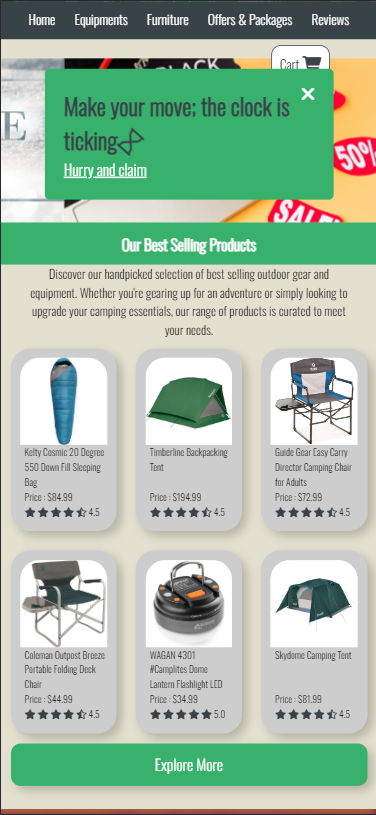 Home Equipments Furniture Offers & Packages Reviews
Cart
BLACK
E
Make your move; the clock is
ticking
Hurry and claim
50%
SALE!
Our Best Selling Products
Discover our handpicked selection of best selling outdoor gear and
equipment. Whether you're gearing up for an adventure or simply looking to
upgrade your camping essentials, our range of products is curated to meet
your needs.
Kelty Cosmic 20 Degree
550 Down Fill Sleeping
Bag
Price : $84.99
4.5
Timberline Backpacking
Tent
Price : $194.99
4.5
Guide Gear Easy Carry
Director Camping Chair
for Adults
Price : $72.99
4.5
Coleman Outpost Breeze
Portable Folding Deck
Chair
Price : $44.99
4.5
WAGAN 4301
#Camplites Dome
Lantern Flashlight LED
Price : $34.99
5.0
Skydome Camping Tent
Price : $81.99
4.5
Explore More